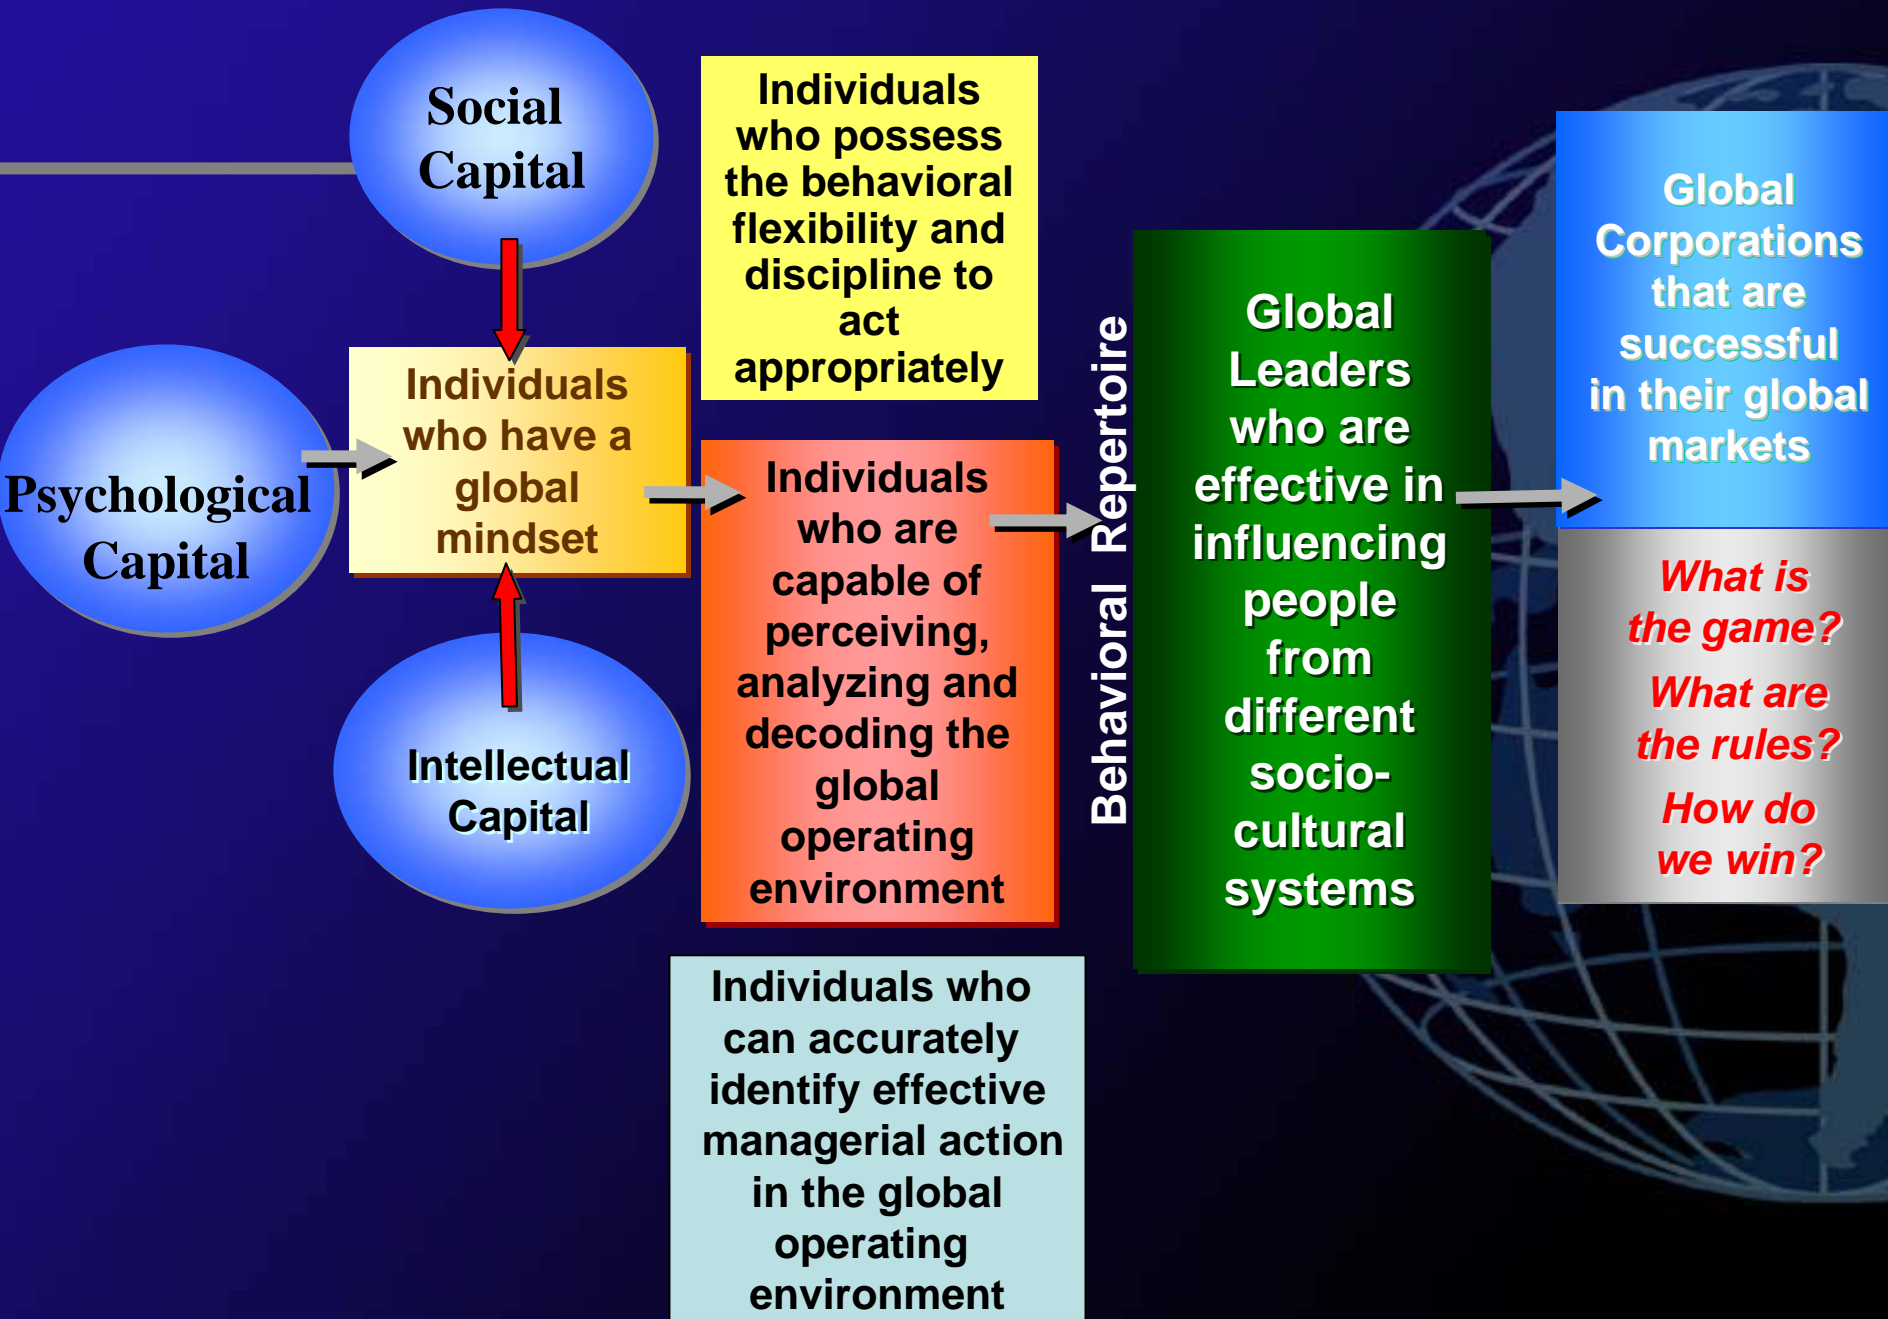 Social
Capital
Psychological
Capital
Individuals
who have a
global
mindset
Intellectual
Capital
Individuals
who possess
the behavioral
flexibility and
discipline to
act
appropriately
Individuals
who are
capable of
perceiving,
analyzing and
decoding the
global
operating
environment
Individuals who
can accurately
identify effective
managerial action
in the global
operating
environment
Behavioral Repertoire
Global
Leaders
who are
effective in
influencing
people
from
different
socio-
cultural
systems
Global
Corporations
that are
successful
in their global
markets
What is
the game?
What are
the rules?
How do
we win?